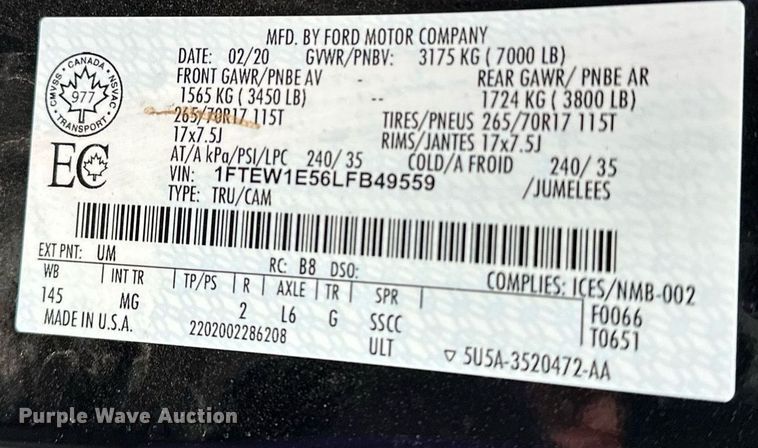 MFD. BY FORD MOTOR COMPANY
DATE: 02/20 GVWR/PNBV: 3175 KG ( 7000 LB)
FRONT GAWR/PNBE AV REAR GAWR/ PNBE AR
1565 KG ( 3450 LB) -- 1724 KG ( 3800 LB)
265/70R17 115T TIRES/PNEUS 265/70R17 115T
17x7.5J RIMS/JANTES 17x7.5J
AT/A kPa/PSI/LPC 240/ 35 COLD/A FROID 240/ 35
VIN: 1FTEW1E56LFB49559 /JUMELEES
TYPE: TRU/CAM
CMVSS · CANADA · NSVAC
977
TRANSPORT
EC
EXT PNT: UM RC: B8 DSO: COMPLIES: ICES/NMB-002
WB INT TR TP/PS R AXLE TR SPR F0066
145 MG 2 L6 G SSCC T0651
MADE IN U.S.A. 2202002286208 ULT 5U5A-3520472-AA
Purple Wave Auction